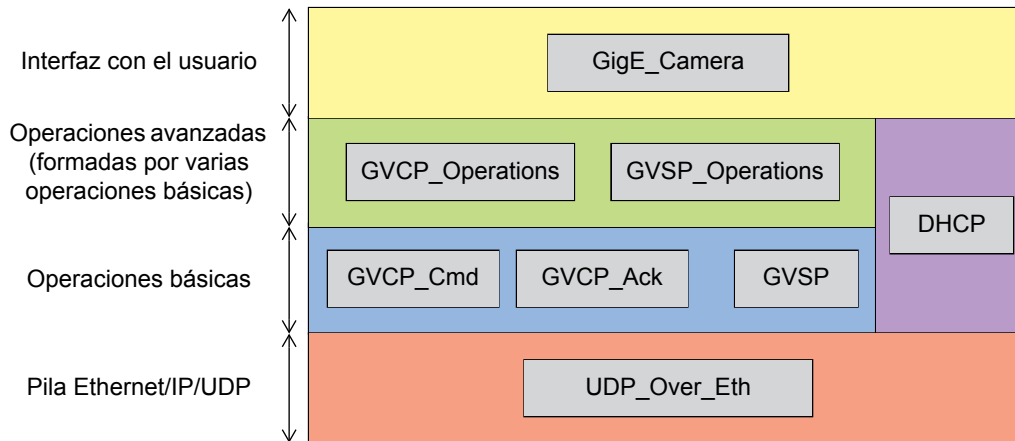 Interfaz con el usuario
GigE_Camera
Operaciones avanzadas
(formadas por varias
operaciones básicas)
GVCP_Operations
GVSP_Operations
DHCP
Operaciones básicas
GVCP_Cmd
GVCP_Ack
GVSP
Pila Ethernet/IP/UDP
UDP_Over_Eth